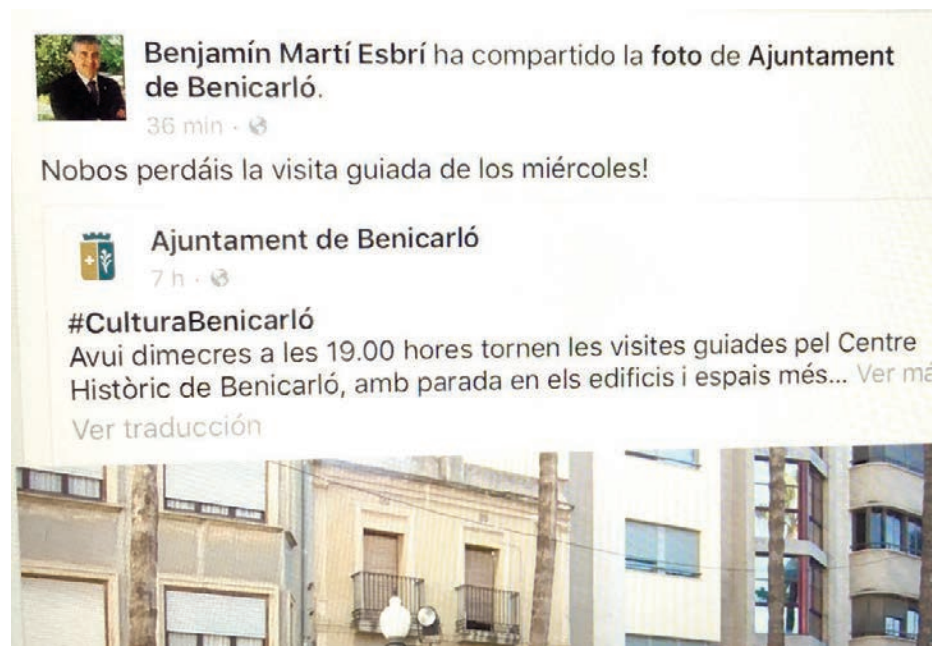 Benjamín Martí Esbrí ha compartido la foto de Ajuntament
de Benicarló.
36 min ·
Nobos perdáis la visita guiada de los miércoles!
Ajuntament de Benicarló
7 h ·
#CulturaBenicarló
Avui dimecres a les 19.00 hores tornen les visites guiades pel Centre
Històric de Benicarló, amb parada en els edificis i espais més... Ver má
Ver traducción